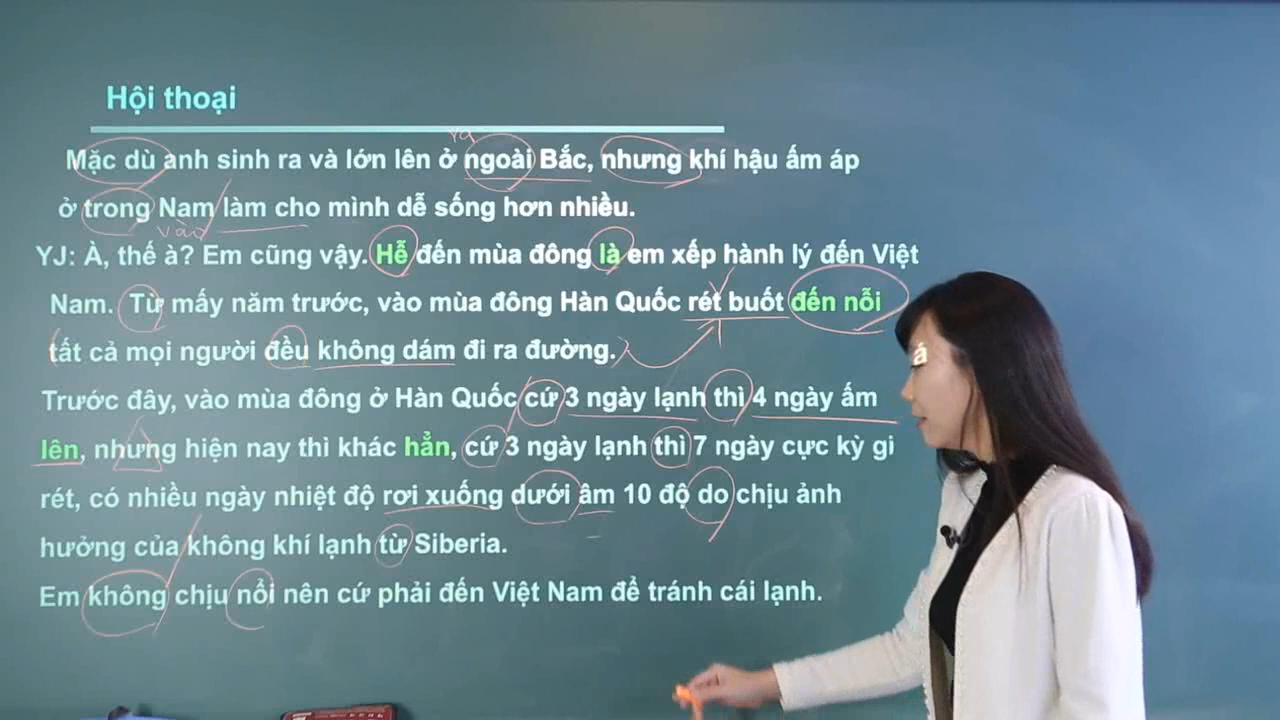 Hội thoại
Mặc dù anh sinh ra và lớn lên ở ngoài Bắc, nhưng khí hậu ấm áp
ra
ở trong Nam làm cho mình dễ sống hơn nhiều.
vào
YJ: À, thế à? Em cũng vậy. Hễ đến mùa đông là em xếp hành lý đến Việt
Nam. Từ mấy năm trước, vào mùa đông Hàn Quốc rét buốt đến nỗi
tất cả mọi người đều không dám đi ra đường.
á
Trước đây, vào mùa đông ở Hàn Quốc cứ 3 ngày lạnh thì 4 ngày ấm
lên, nhưng hiện nay thì khác hẳn, cứ 3 ngày lạnh thì 7 ngày cực kỳ gi
rét, có nhiều ngày nhiệt độ rơi xuống dưới âm 10 độ do chịu ảnh
hưởng của không khí lạnh từ Siberia.
Em không chịu nổi nên cứ phải đến Việt Nam để tránh cái lạnh.